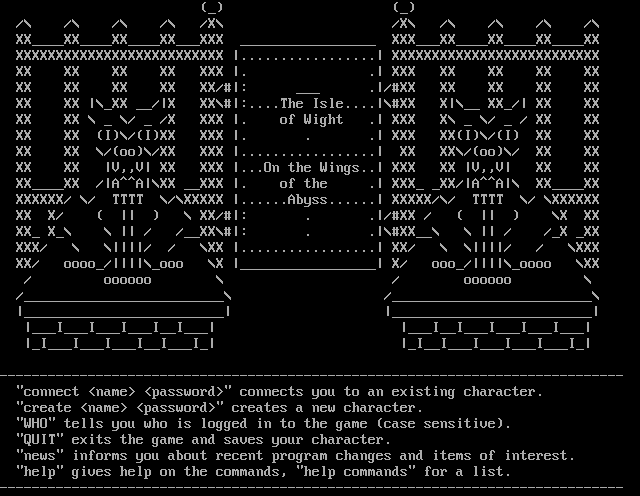 The Isle
of Wight
On the Wings
of the
Abyss
"connect <name> <password>" connects you to an existing character.
"create <name> <password>" creates a new character.
"WHO" tells you who is logged in to the game (case sensitive).
"QUIT" exits the game and saves your character.
"news" informs you about recent program changes and items of interest.
"help" gives help on the commands, "help commands" for a list.